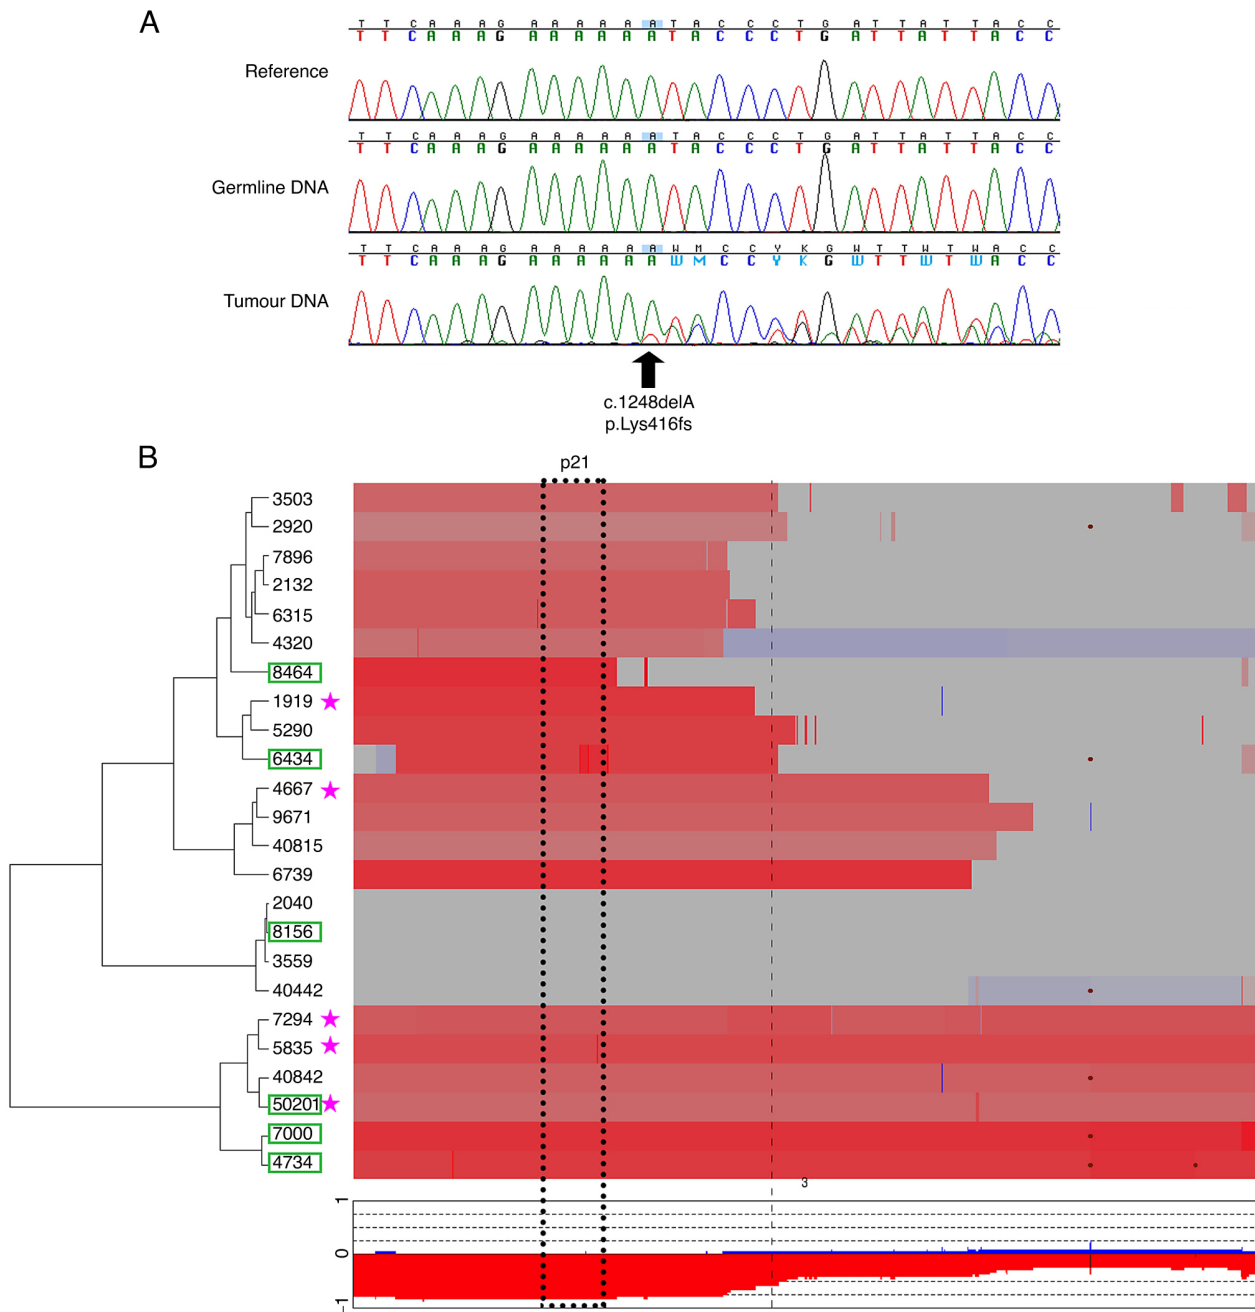 A
T T C A A A G A A A A A A T A C C C T G A T T A T T A C C
T T C A A A G A A A A A A T A C C C T G A T T A T T A C C
Reference
T T C A A A G A A A A A A T A C C C T G A T T A T T A C C
T T C A A A G A A A A A A T A C C C T G A T T A T T A C C
Germline DNA
T T C A A A G A A A A A A W M C C Y K G W T T W T W A C C
T T C A A A G A A A A A A W M C C Y K G W T T W T W A C C
Tumour DNA
c.1248delA
p.Lys416fs
B
p21
3503
2920
7896
2132
6315
4320
8464
1919
5290
6434
4667
9671
40815
6739
2040
8156
3559
40442
7294
5835
40842
50201
7000
4734
3
1
0
-1